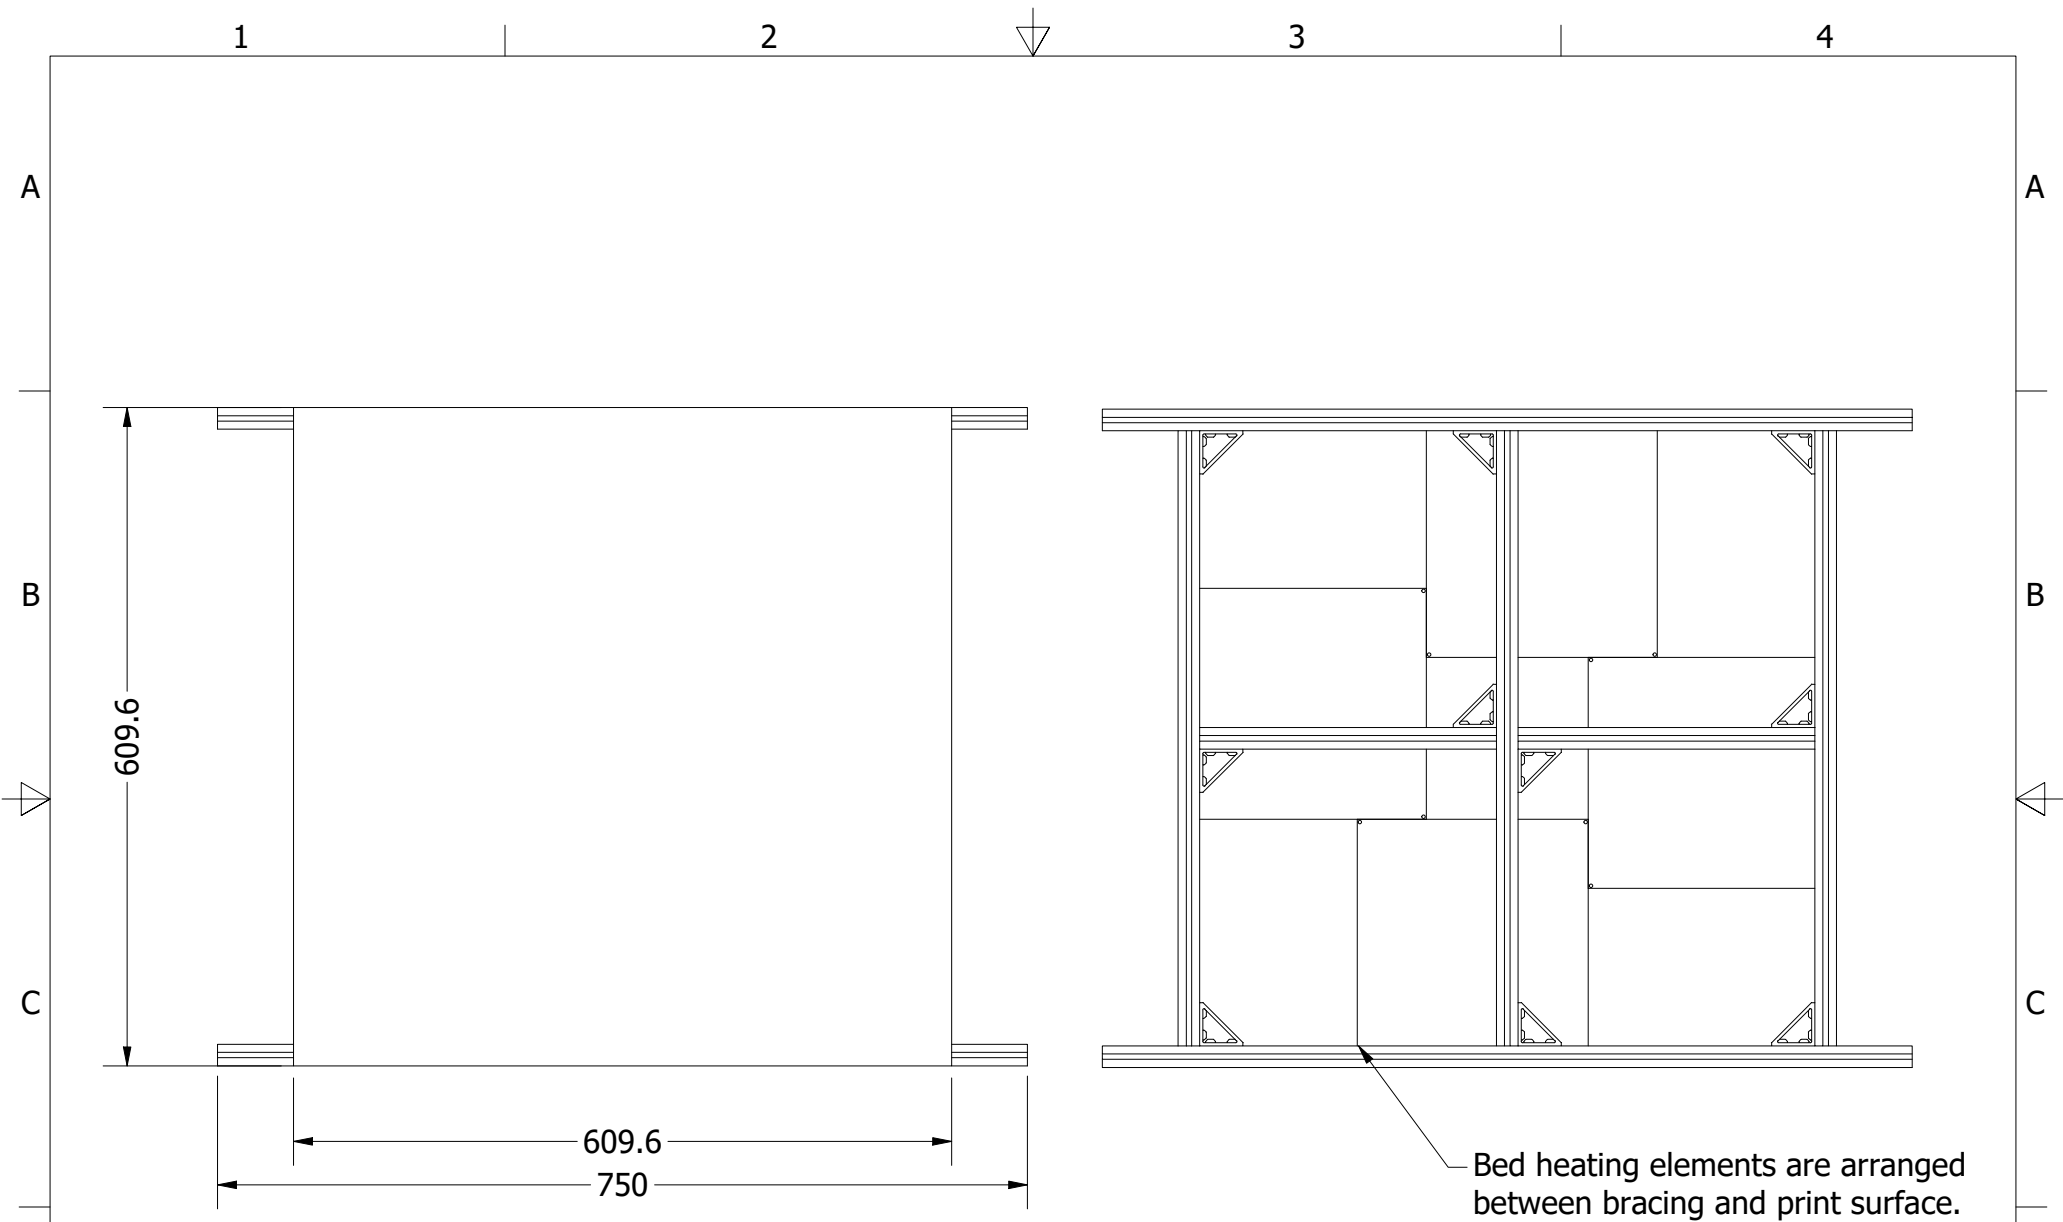 1 2 3 4
A A
B B
609.6
C C
609.6
750
Bed heating elements are arranged
between bracing and print surface.